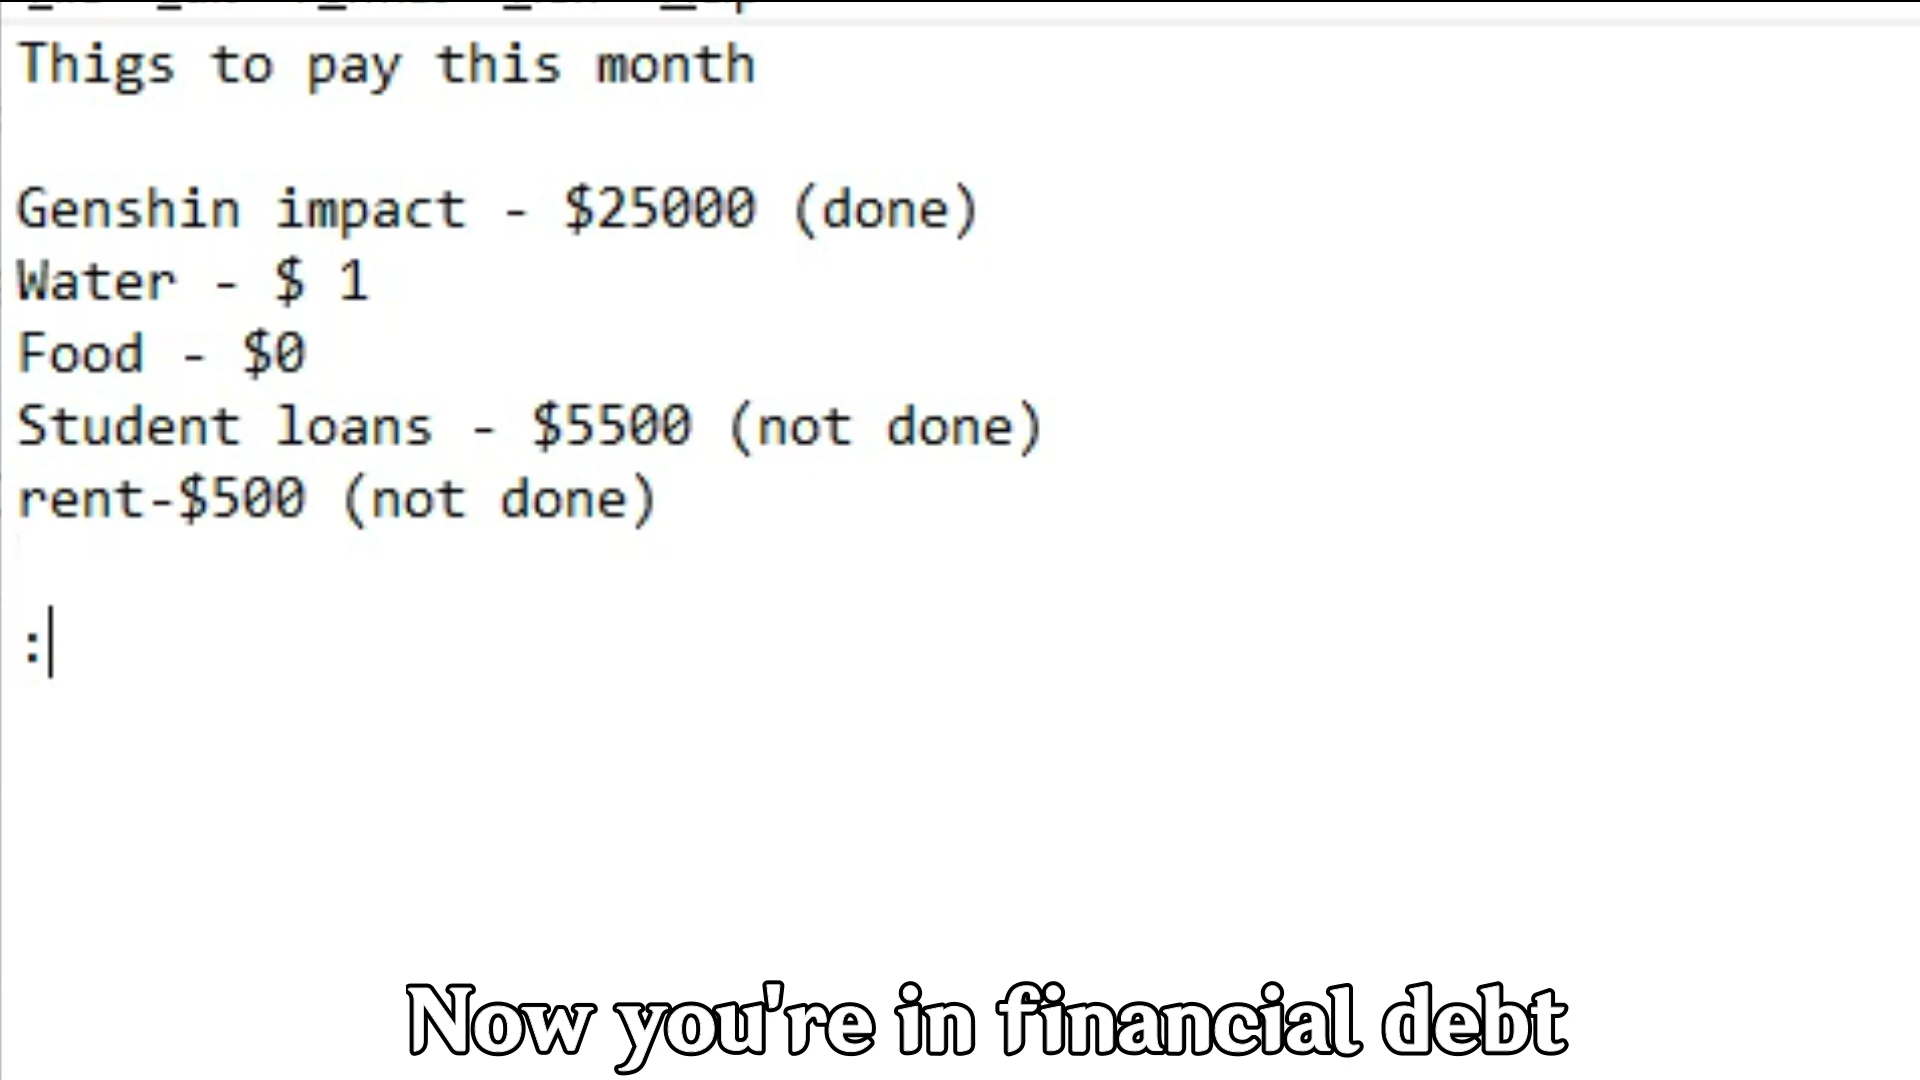 Thigs to pay this month
Genshin impact - $25000 (done)
Water - $ 1
Food - $0
Student loans - $5500 (not done)
rent-$500 (not done)
:
Now you're in financial debt